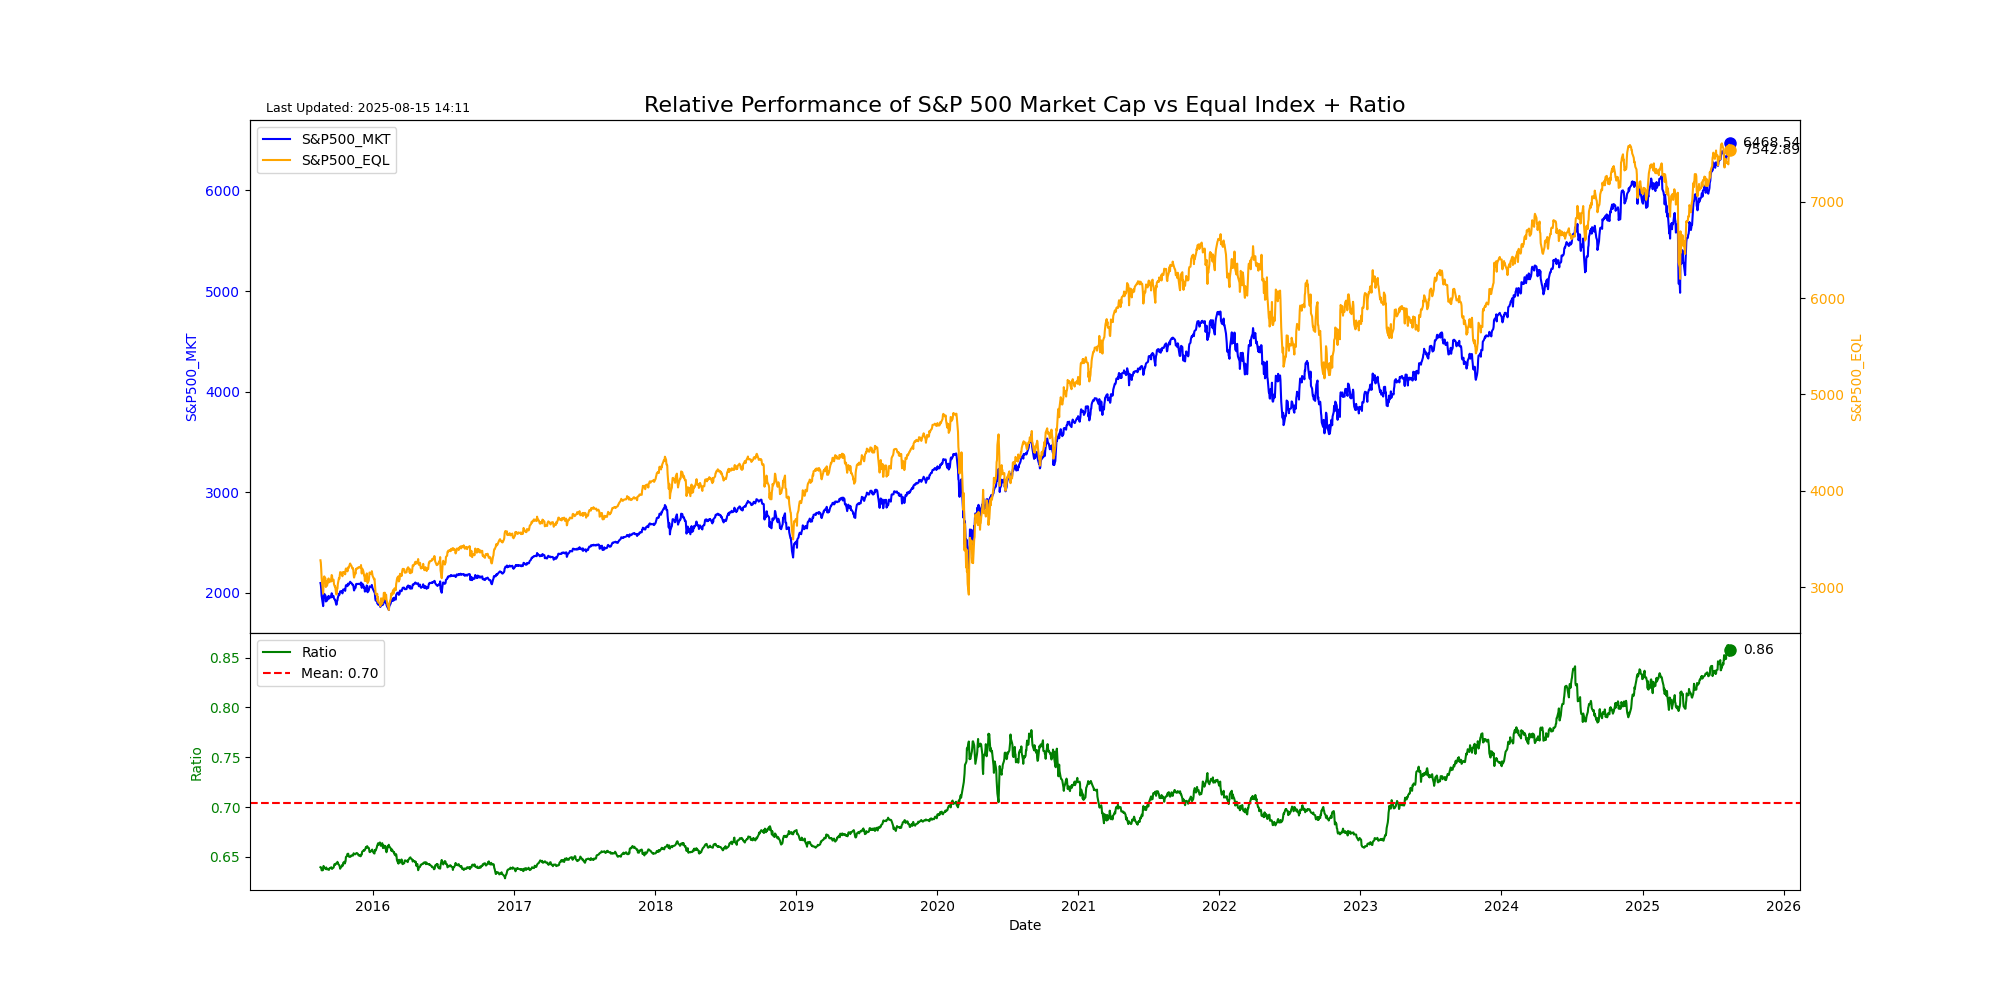 Last Updated: 2025-08-15 14:11
Relative Performance of S&P 500 Market Cap vs Equal Index + Ratio
S&P500_MKT
S&P500_EQL
6468.54
7542.89
6000
5000
4000
3000
2000
S&P500_MKT
7000
6000
5000
4000
3000
S&P500_EQL
Ratio
Mean: 0.70
0.86
0.85
0.80
0.75
0.70
0.65
Ratio
2016 2017 2018 2019 2020 2021 2022 2023 2024 2025 2026
Date